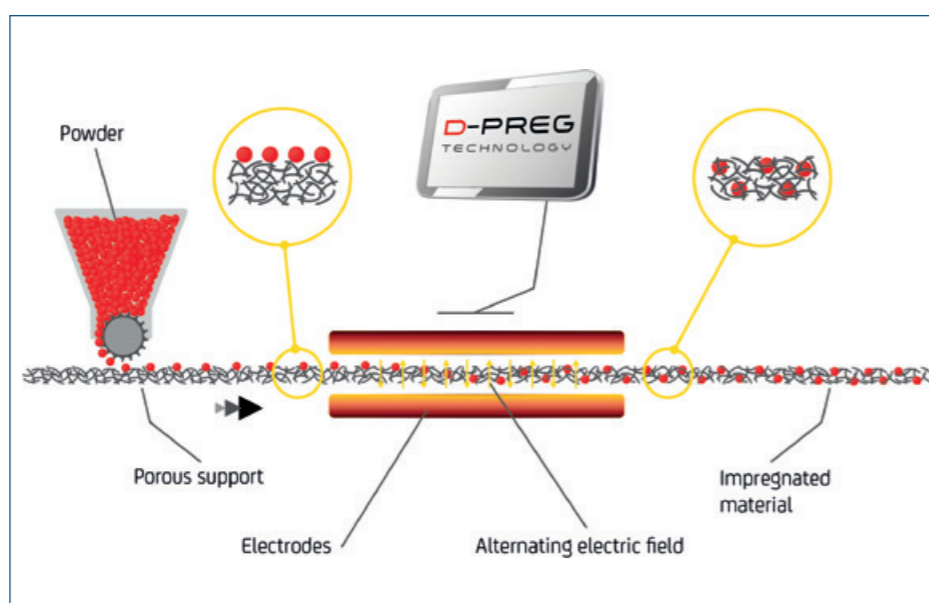 Powder
D-PREG
TECHNOLOGY
Porous support
Impregnated
material
Electrodes
Alternating electric field